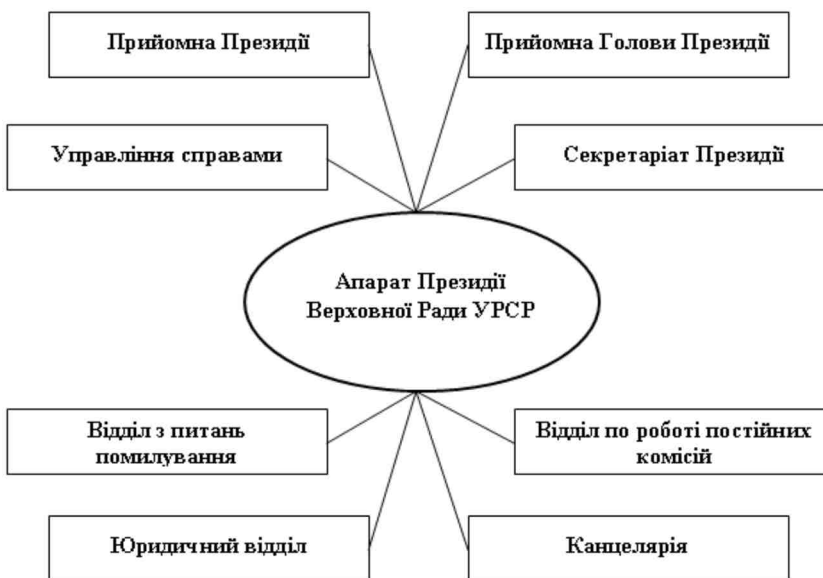 Прийомна Президії
Прийомна Голови Президії
Управління справами
Секретаріат Президії
Апарат Президії
Верховної Ради УРСР
Відділ з питань
помилування
Відділ по роботі постійних
комісій
Юридичний відділ
Канцелярія